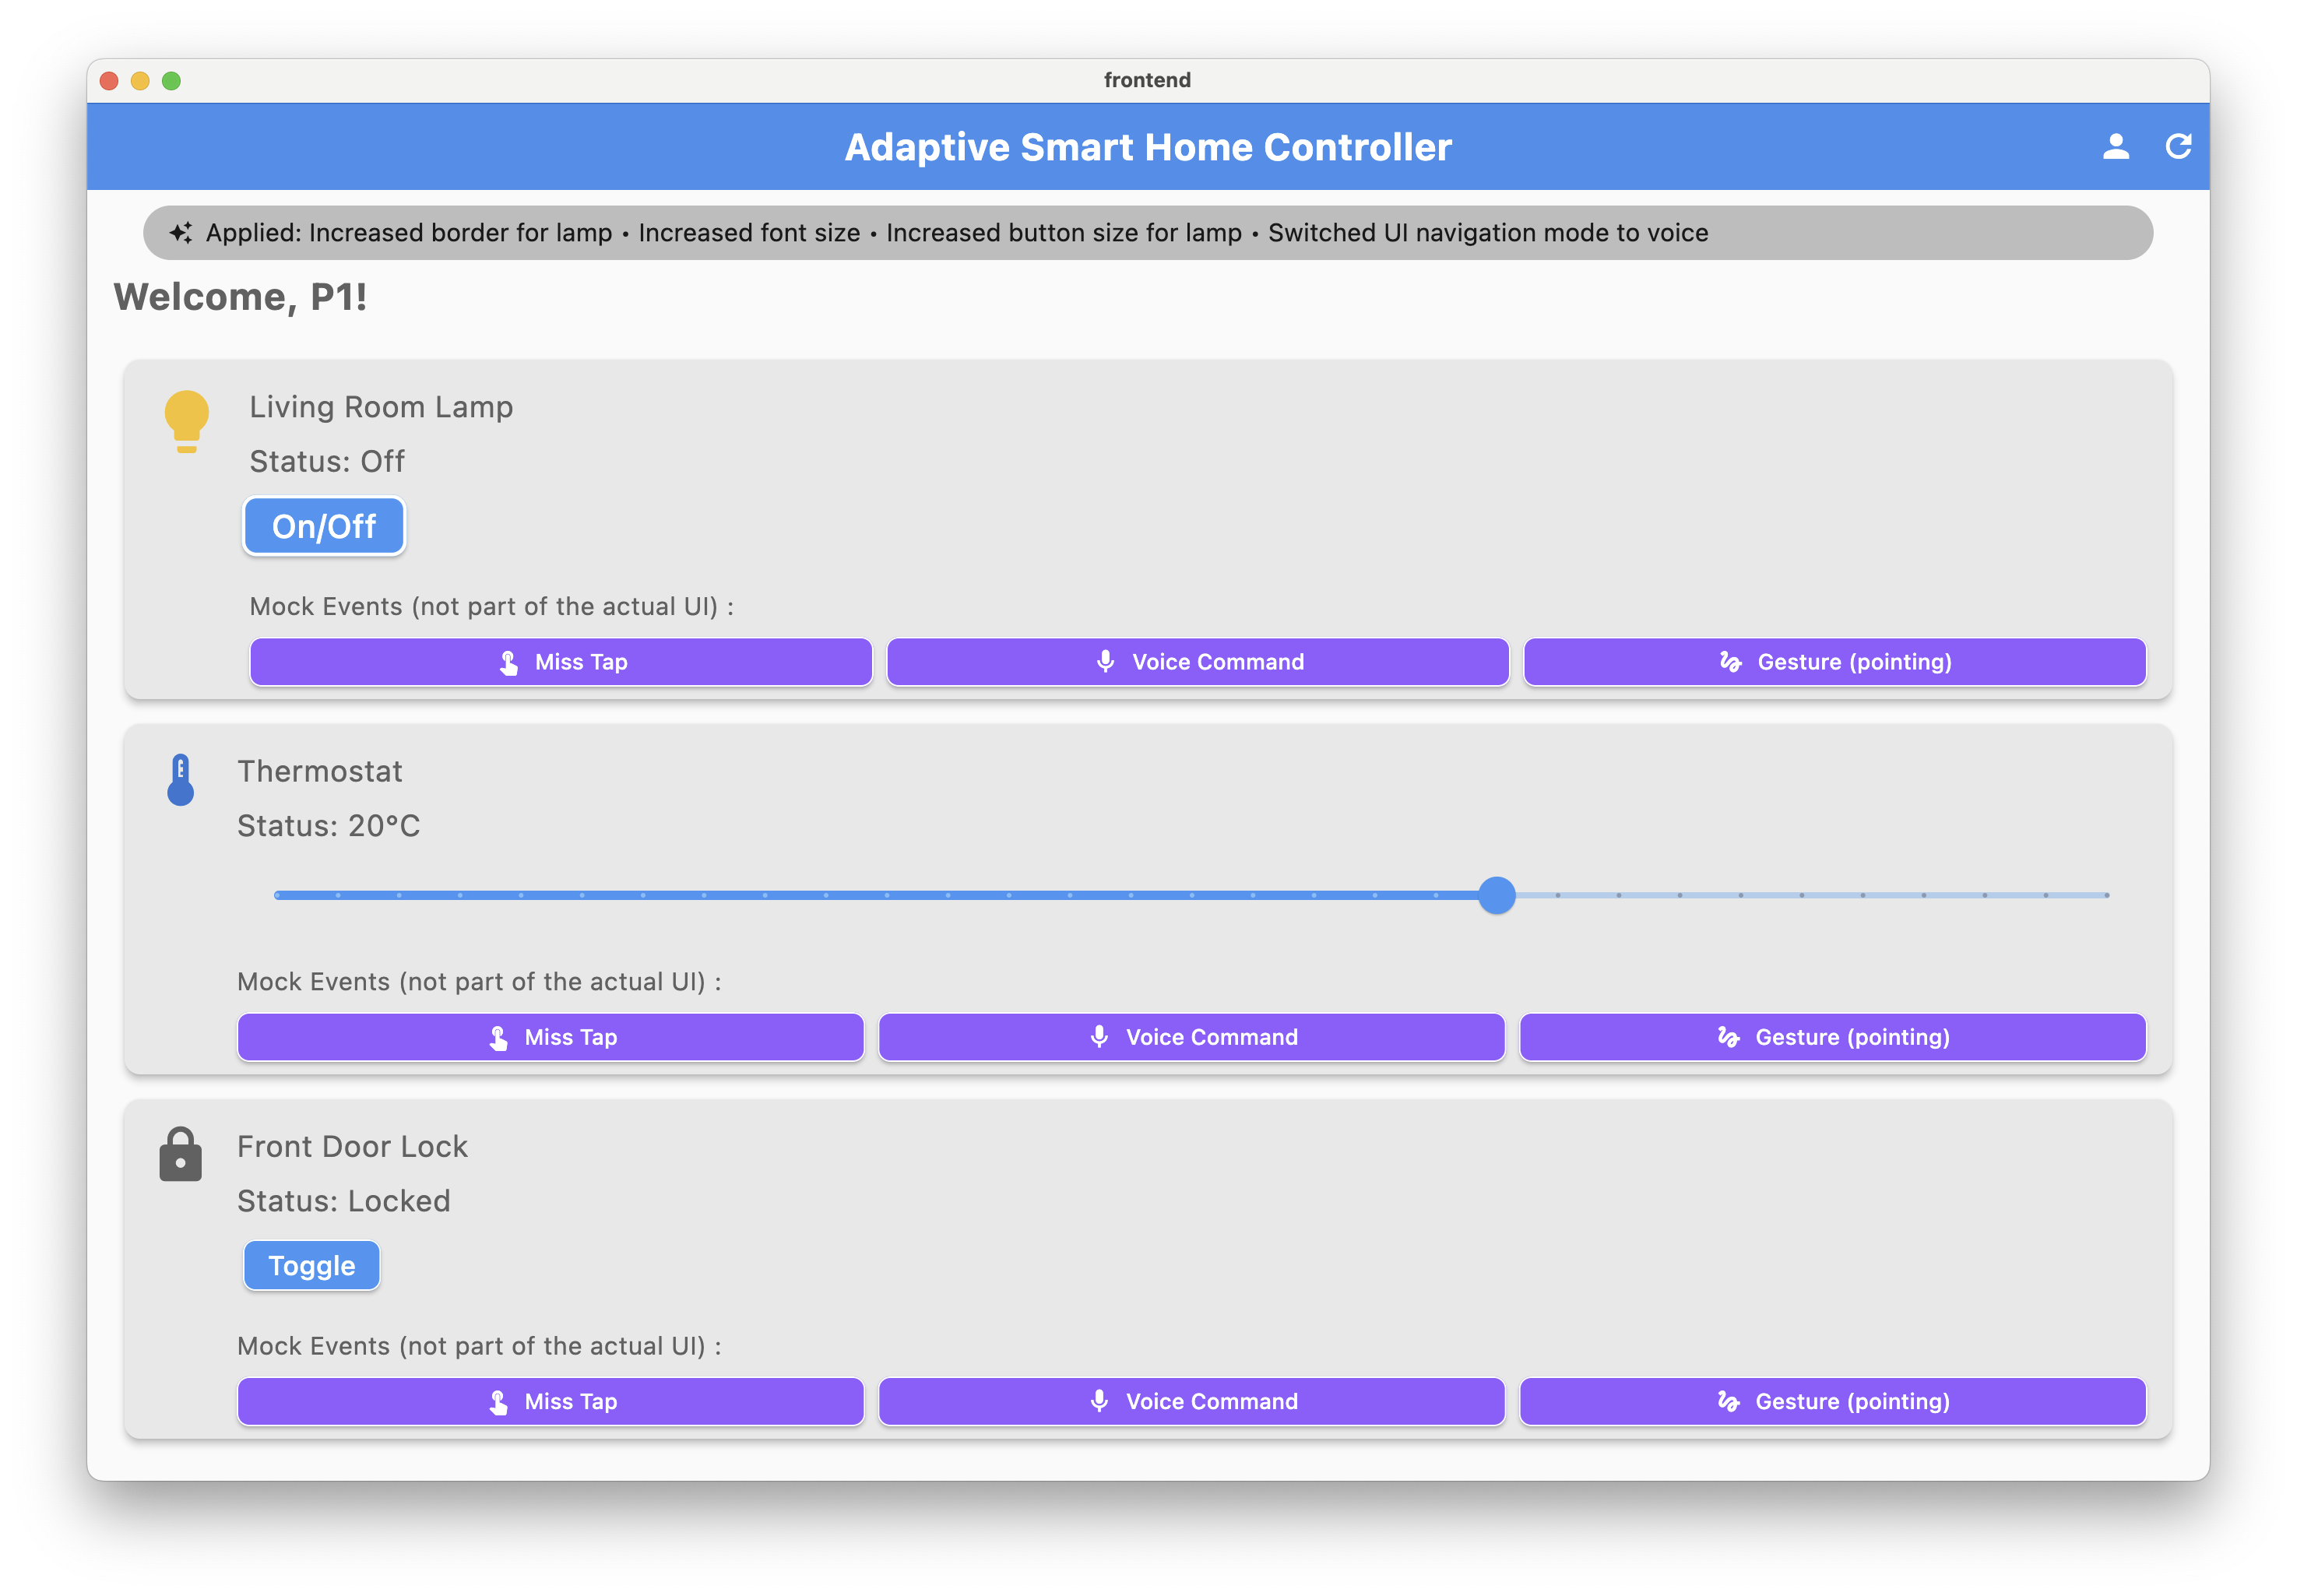 frontend
Adaptive Smart Home Controller
Applied: Increased border for lamp • Increased font size • Increased button size for lamp • Switched UI navigation mode to voice
Welcome, P1!
Living Room Lamp
Status: Off
On/Off
Mock Events (not part of the actual UI) :
Miss Tap Voice Command Gesture (pointing)
Thermostat
Status: 20°C
Mock Events (not part of the actual UI) :
Miss Tap Voice Command Gesture (pointing)
Front Door Lock
Status: Locked
Toggle
Mock Events (not part of the actual UI) :
Miss Tap Voice Command Gesture (pointing)